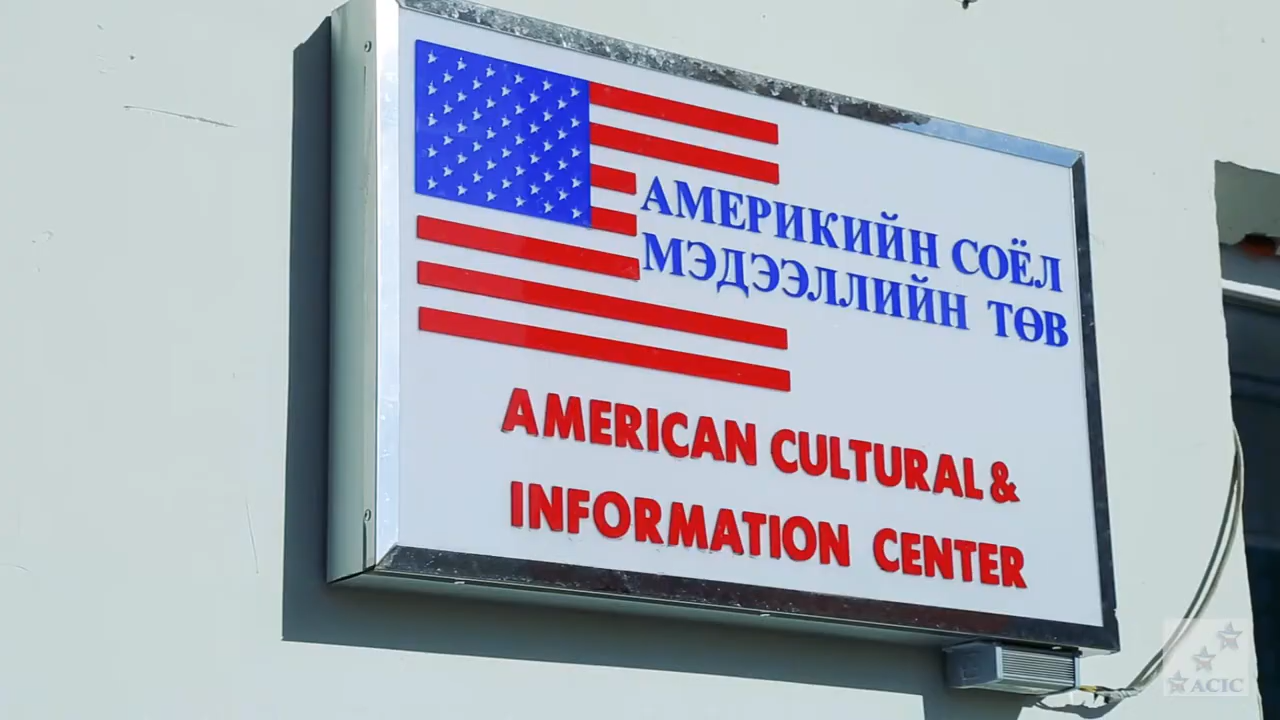 АМЕРИКИЙН СОЁЛ
МЭДЭЭЛЛИЙН ТӨВ
AMERICAN CULTURAL &
INFORMATION CENTER
ACIC